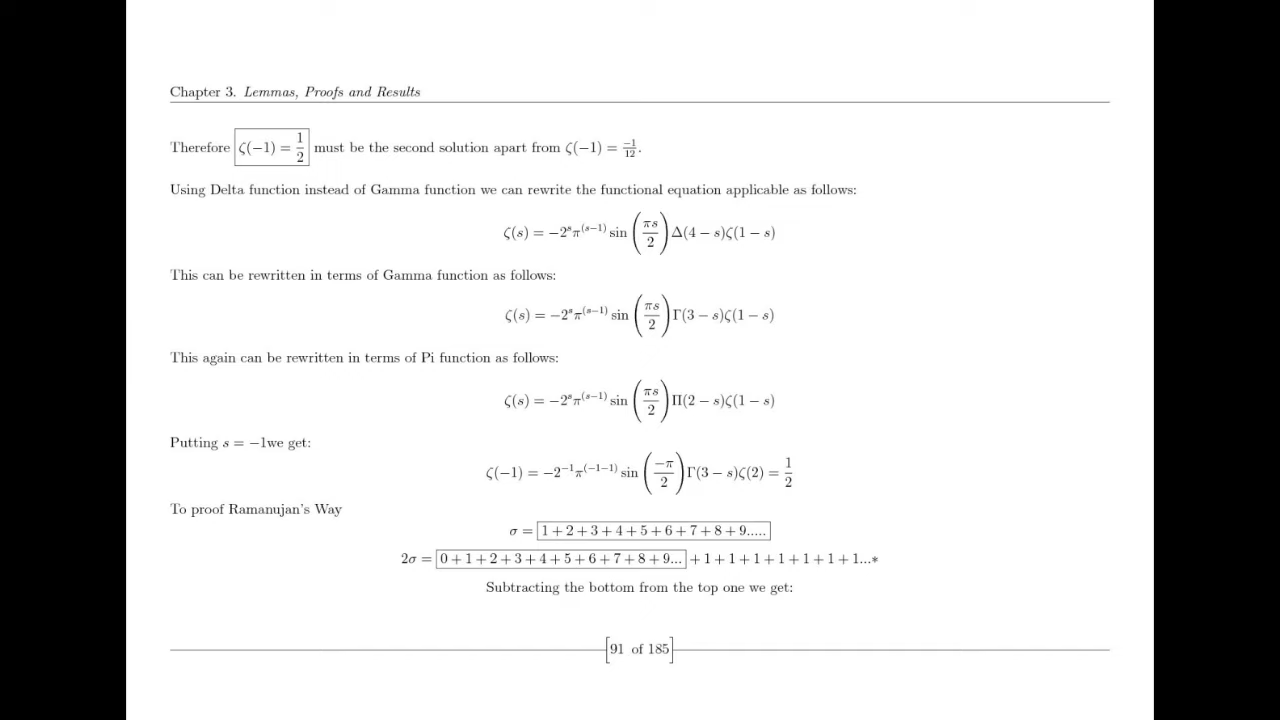 Chapter 3. Lemmas, Proofs and Results
Therefore ζ(−1) = 1/2 must be the second solution apart from ζ(−1) = −1/12.
Using Delta function instead of Gamma function we can rewrite the functional equation applicable as follows:
ζ(s) = −2^s π^(s−1) sin (πs/2) Δ(4 − s)ζ(1 − s)
This can be rewritten in terms of Gamma function as follows:
ζ(s) = −2^s π^(s−1) sin (πs/2) Γ(3 − s)ζ(1 − s)
This again can be rewritten in terms of Pi function as follows:
ζ(s) = −2^s π^(s−1) sin (πs/2) Π(2 − s)ζ(1 − s)
Putting s = −1we get:
ζ(−1) = −2^−1 π^(−1−1) sin (−π/2) Γ(3 − s)ζ(2) = 1/2
To proof Ramanujan's Way
σ = 1 + 2 + 3 + 4 + 5 + 6 + 7 + 8 + 9.....
2σ = 0 + 1 + 2 + 3 + 4 + 5 + 6 + 7 + 8 + 9... + 1 + 1 + 1 + 1 + 1 + 1 + 1...∗
Subtracting the bottom from the top one we get:
[91 of 185]